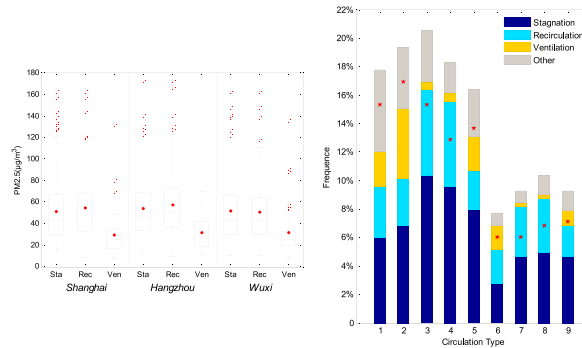 PM2.5(μg/m³)
180
160
140
120
100
80
60
40
20
0
Sta Rec Ven Sta Rec Ven Sta Rec Ven
Shanghai Hangzhou Wuxi
Frequence
22%
20%
18%
16%
14%
12%
10%
8%
6%
4%
2%
0
Stagnation
Recirculation
Ventilation
Other
1 2 3 4 5 6 7 8 9
Circulation Type